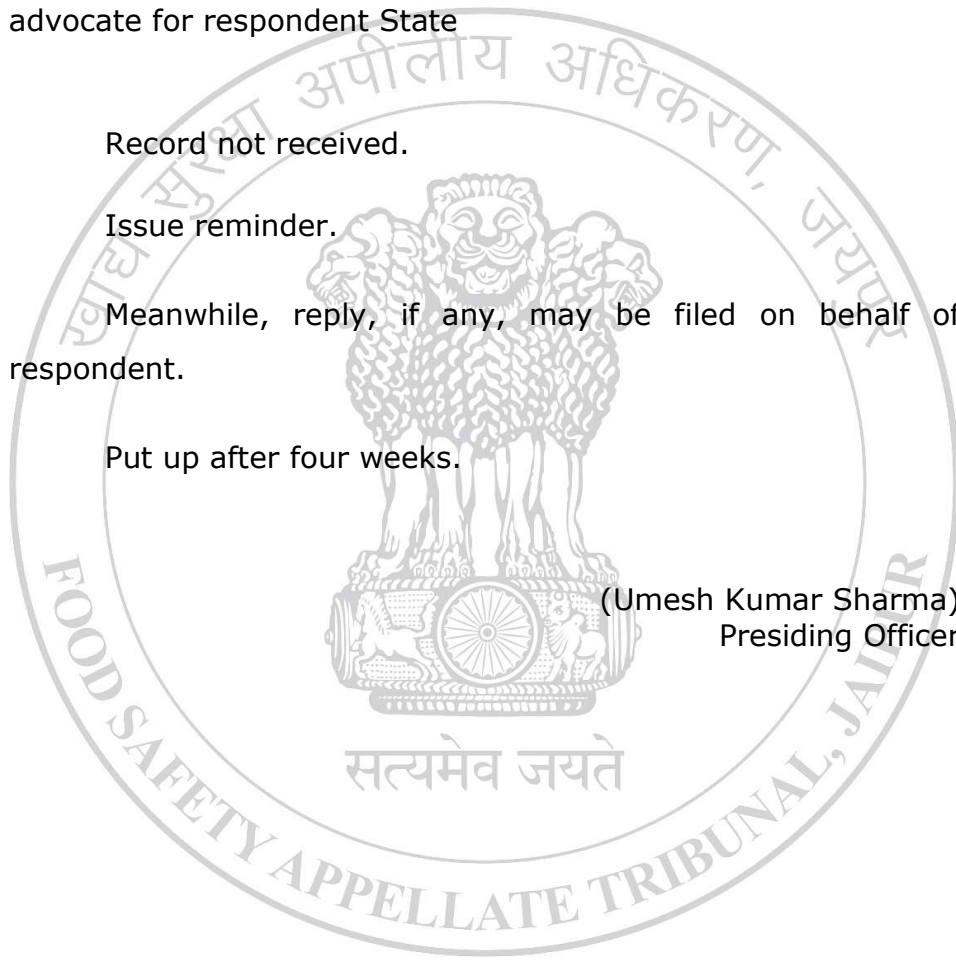 advocate for respondent State
खाद्य सुरक्षा अपीलीय अधिकरण, जयपुर
Record not received.
Issue reminder.
Meanwhile, reply, if any, may be filed on behalf of
respondent.
Put up after four weeks.
(Umesh Kumar Sharma)
Presiding Officer
सत्यमेव जयते
FOOD SAFETY APPELLATE TRIBUNAL, JAIPUR